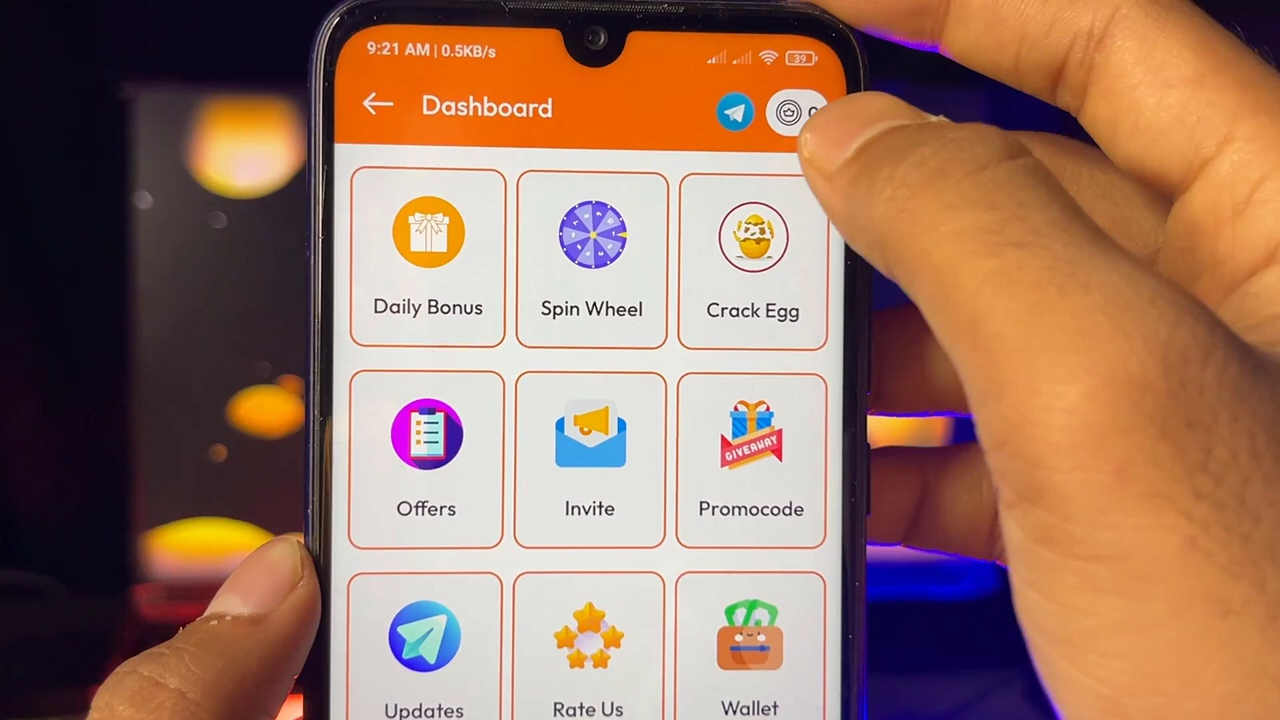 9:21 AM | 0.5KB/s
39
Dashboard
Daily Bonus
Spin Wheel
Crack Egg
Offers
Invite
GIVEAWAY
Promocode
Updates
Rate Us
Wallet